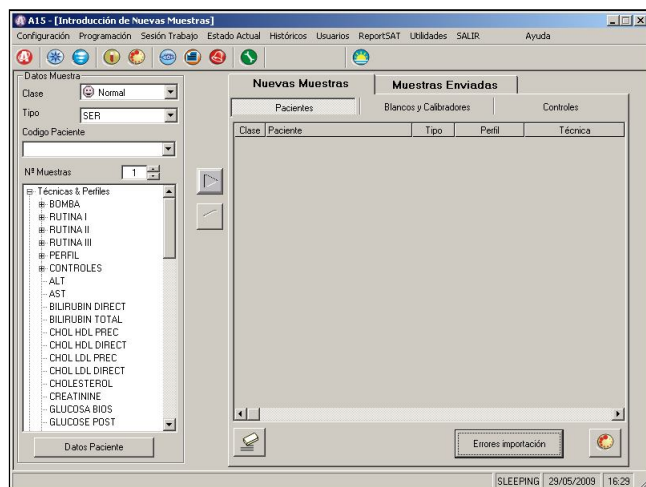 A15 - [Introducción de Nuevas Muestras]
Configuración Programación Sesión Trabajo Estado Actual Históricos Usuarios ReportSAT Utilidades SALIR Ayuda
Datos Muestra
Clase Normal
Tipo SER
Codigo Paciente
Nª Muestras 1
Técnicas & Perfiles
BOMBA
RUTINA I
RUTINA II
RUTINA III
PERFIL
CONTROLES
ALT
AST
BILIRUBIN DIRECT
BILIRUBIN TOTAL
CHOL HDL PREC
CHOL HDL DIRECT
CHOL LDL PREC
CHOL LDL DIRECT
CHOLESTEROL
CREATININE
GLUCOSA BIOS
GLUCOSE POST
Datos Paciente
Nuevas Muestras Muestras Enviadas
Pacientes Blancos y Calibradores Controles
Clase Paciente Tipo Perfil Técnica
Errores importación
SLEEPING 29/05/2009 16:29